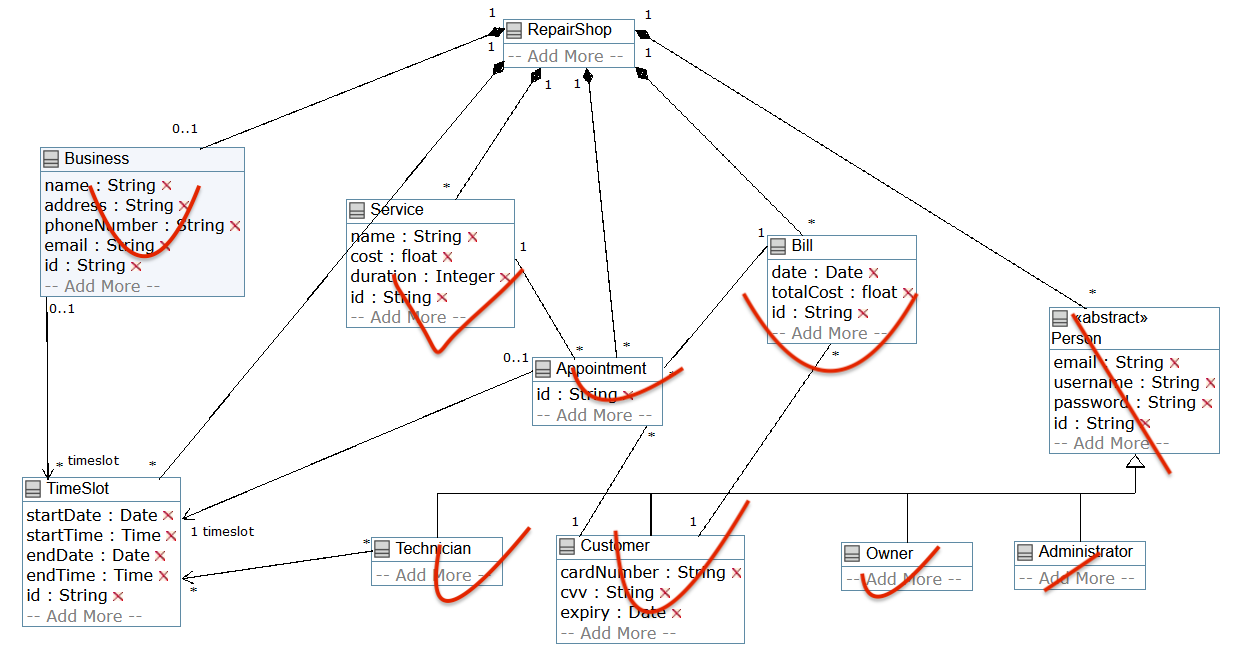 RepairShop
-- Add More --
1
1
1
1
1
1
0..1
Business
name : String
address : String
phoneNumber : String
email : String
id : String
-- Add More --
0..1
*
Service
name : String
cost : float
duration : Integer
id : String
-- Add More --
1
*
1
Bill
date : Date
totalCost : float
id : String
-- Add More --
*
*
«abstract»
Person
email : String
username : String
password : String
id : String
-- Add More --
*
*
0..1
Appointment
id : String
-- Add More --
*
*
* timeslot
*
TimeSlot
startDate : Date
startTime : Time
endDate : Date
endTime : Time
id : String
-- Add More --
1 timeslot
*
*
Technician
-- Add More --
1
1
Customer
cardNumber : String
cvv : String
expiry : Date
-- Add More --
Owner
-- Add More --
Administrator
-- Add More --